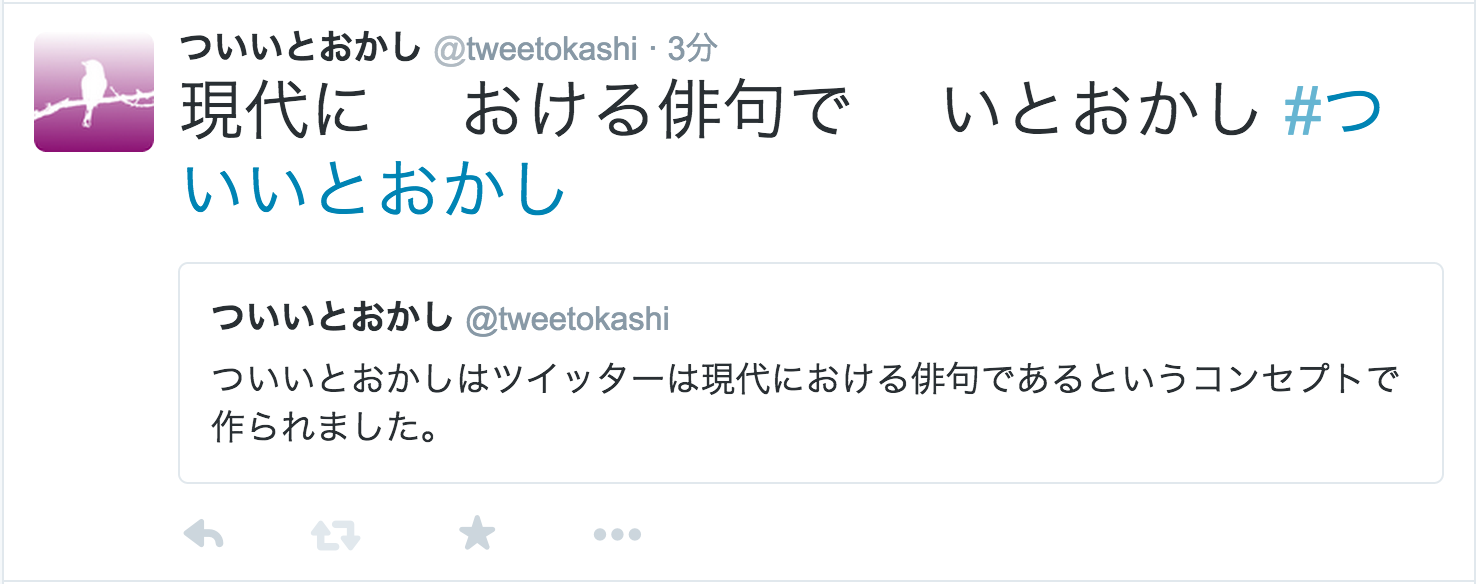 ついいとおかし @tweetokashi · 3分
現代に　おける俳句で　いとおかし #つ
いいとおかし
ついいとおかし @tweetokashi
ついいとおかしはツイッターは現代における俳句であるというコンセプトで
作られました。